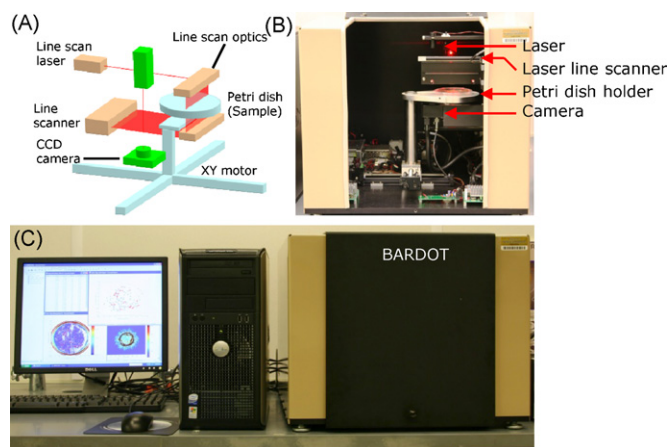 (A)
Line scan
laser
Line scan optics
Line
scanner
Petri dish
(Sample)
CCD
camera
XY motor
(B)
Laser
Laser line scanner
Petri dish holder
Camera
(C)
BARDOT
DELL